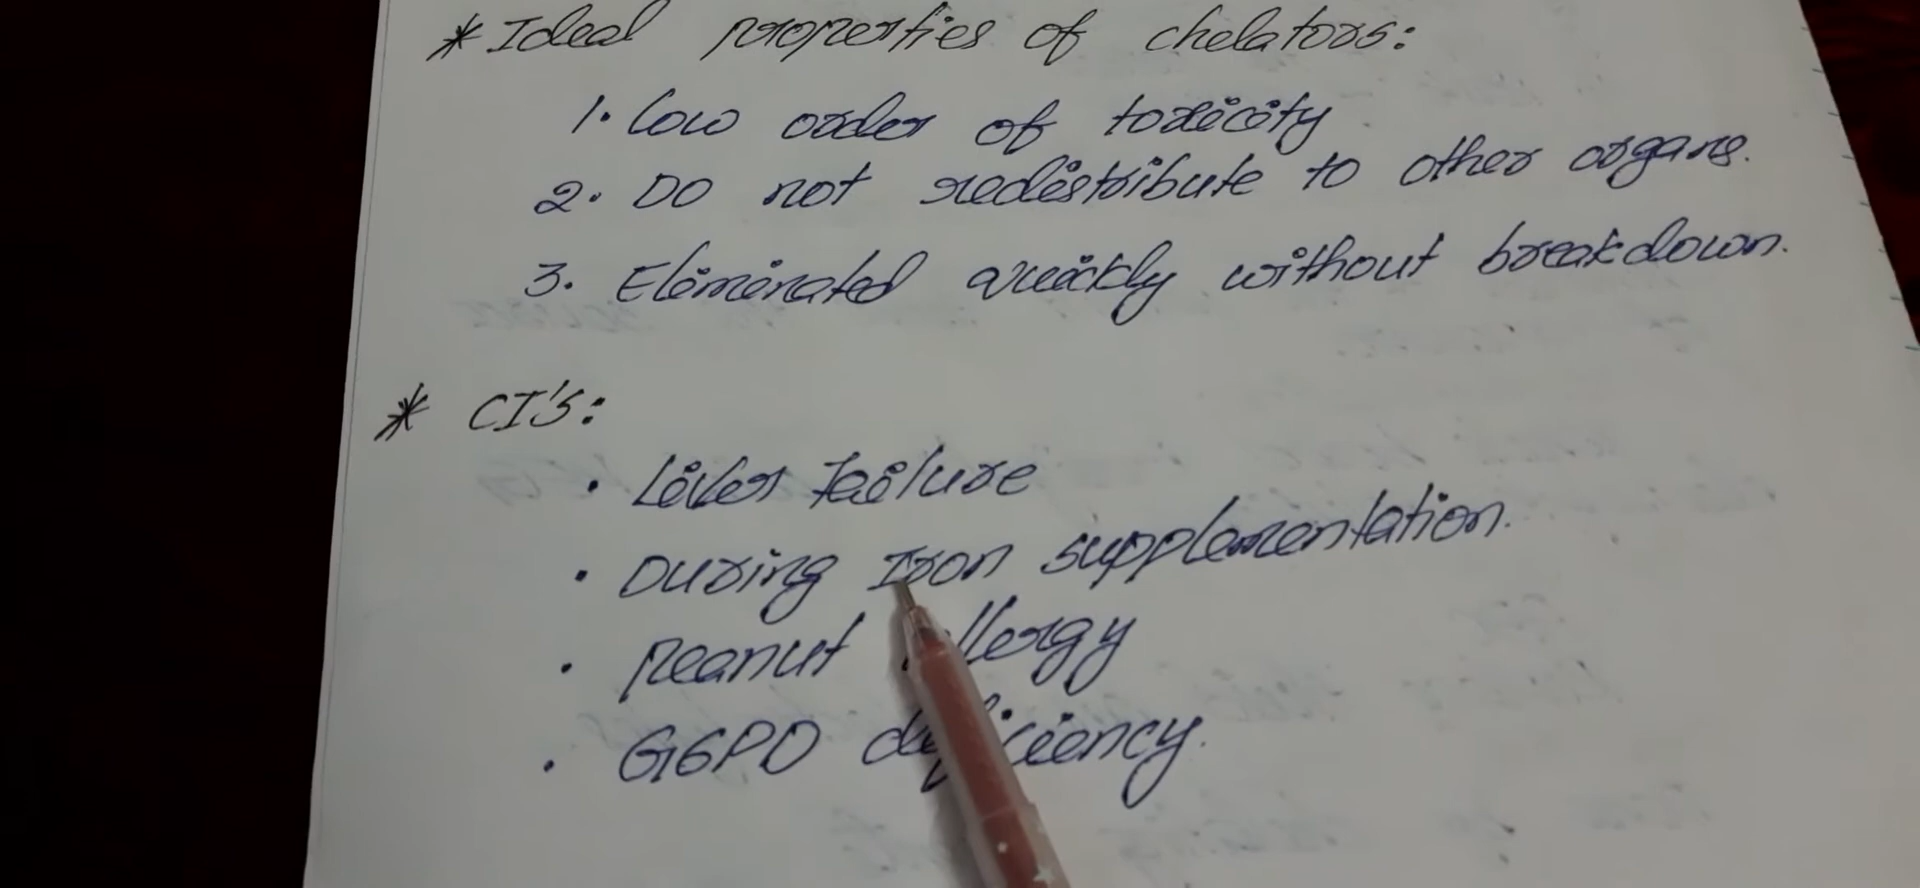 * Ideal properties of chelators:
1. Low order of toxicity
2. Do not redistribute to other organs.
3. Eliminated quickly without breakdown.
* CI's:
• Liver failure
• During Iron supplementation.
• Peanut allergy
• G6PD deficiency.